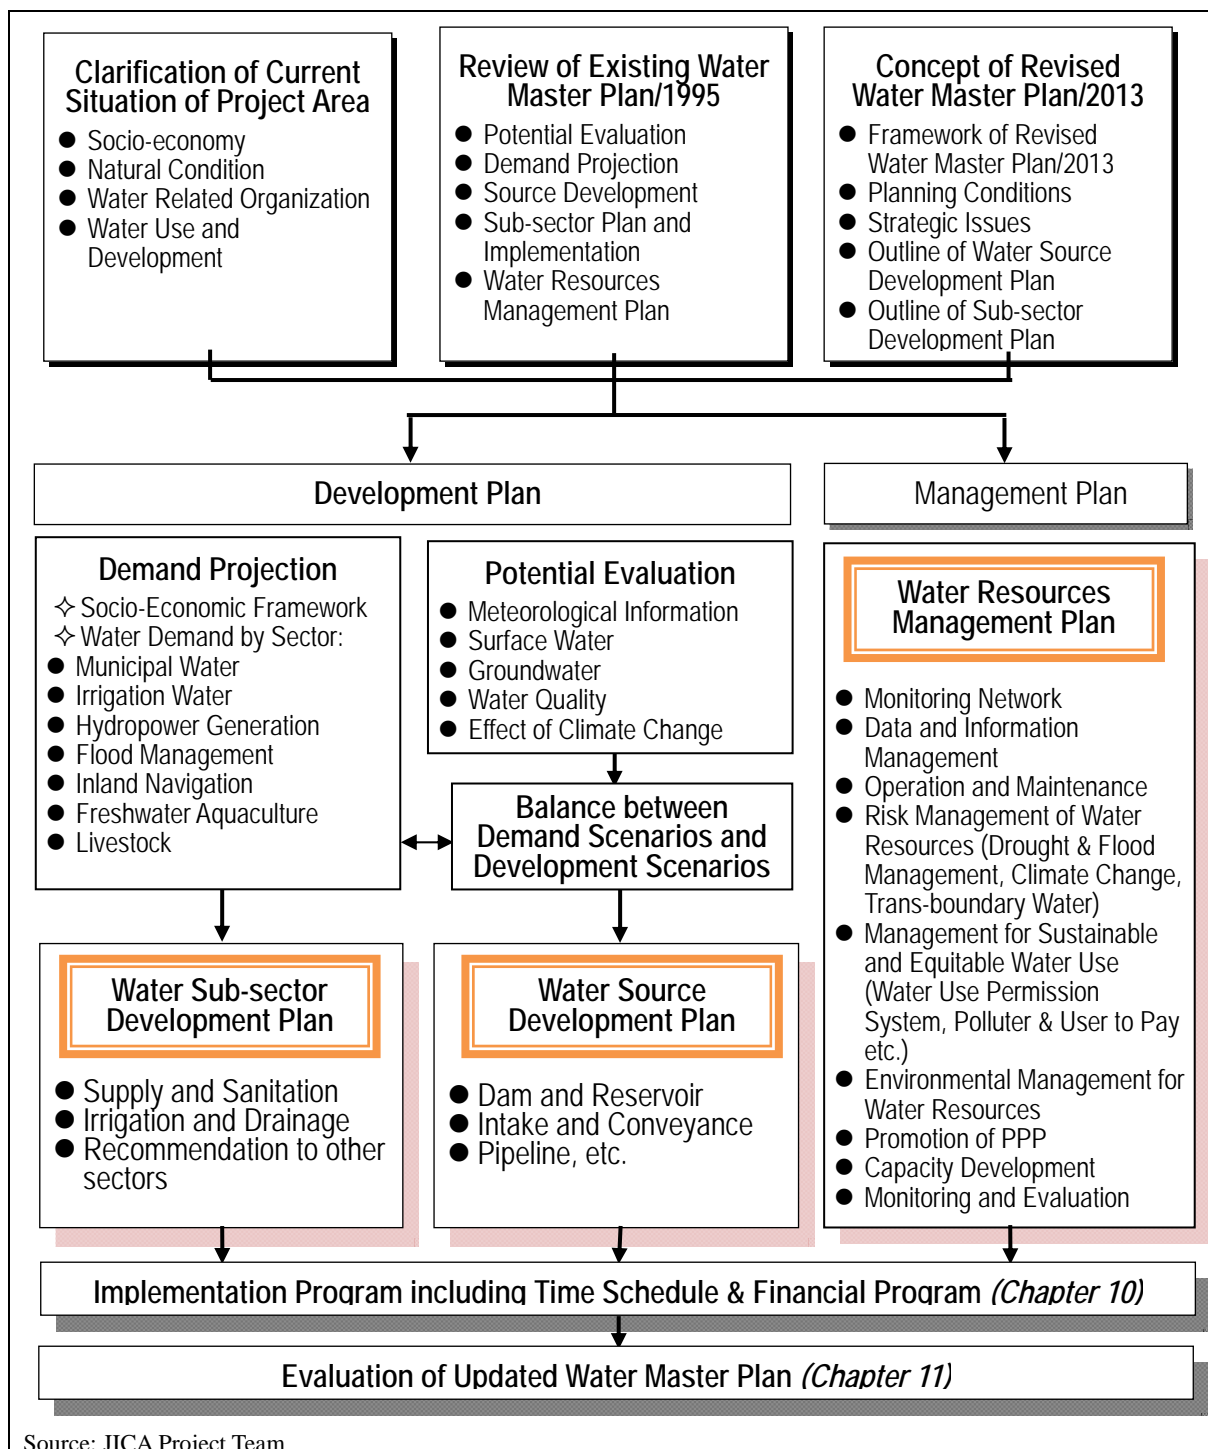 Clarification of Current
Situation of Project Area
● Socio-economy
● Natural Condition
● Water Related Organization
● Water Use and
Development
Review of Existing Water
Master Plan/1995
● Potential Evaluation
● Demand Projection
● Source Development
● Sub-sector Plan and
Implementation
● Water Resources
Management Plan
Concept of Revised
Water Master Plan/2013
● Framework of Revised
Water Master Plan/2013
● Planning Conditions
● Strategic Issues
● Outline of Water Source
Development Plan
● Outline of Sub-sector
Development Plan
Development Plan
Management Plan
Demand Projection
✧ Socio-Economic Framework
✧ Water Demand by Sector:
● Municipal Water
● Irrigation Water
● Hydropower Generation
● Flood Management
● Inland Navigation
● Freshwater Aquaculture
● Livestock
Potential Evaluation
● Meteorological Information
● Surface Water
● Groundwater
● Water Quality
● Effect of Climate Change
Balance between
Demand Scenarios and
Development Scenarios
Water Resources
Management Plan
● Monitoring Network
● Data and Information
Management
● Operation and Maintenance
● Risk Management of Water
Resources (Drought & Flood
Management, Climate Change,
Trans-boundary Water)
● Management for Sustainable
and Equitable Water Use
(Water Use Permission
System, Polluter & User to Pay
etc.)
● Environmental Management for
Water Resources
● Promotion of PPP
● Capacity Development
● Monitoring and Evaluation
Water Sub-sector
Development Plan
● Supply and Sanitation
● Irrigation and Drainage
● Recommendation to other
sectors
Water Source
Development Plan
● Dam and Reservoir
● Intake and Conveyance
● Pipeline, etc.
Implementation Program including Time Schedule & Financial Program (Chapter 10)
Evaluation of Updated Water Master Plan (Chapter 11)
Source: JICA Project Team